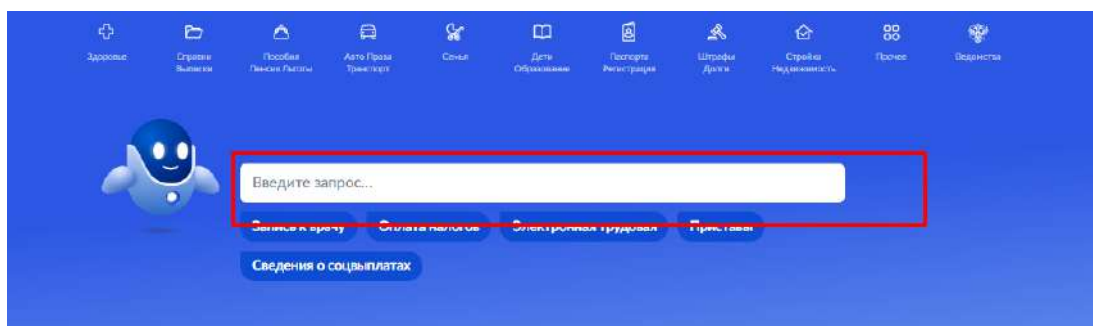 Здоровье
Справки
Выписки
Пособия
Пенсия Льготы
Авто Права
Транспорт
Семья
Дети
Образование
Паспорта
Регистрация
Штрафы
Долги
Стройка
Недвижимость
Прочее
Ведомства
Введите запрос...
Запись к врачу
Оплата налогов
Электронная трудовая
Приставы
Сведения о соцвыплатах